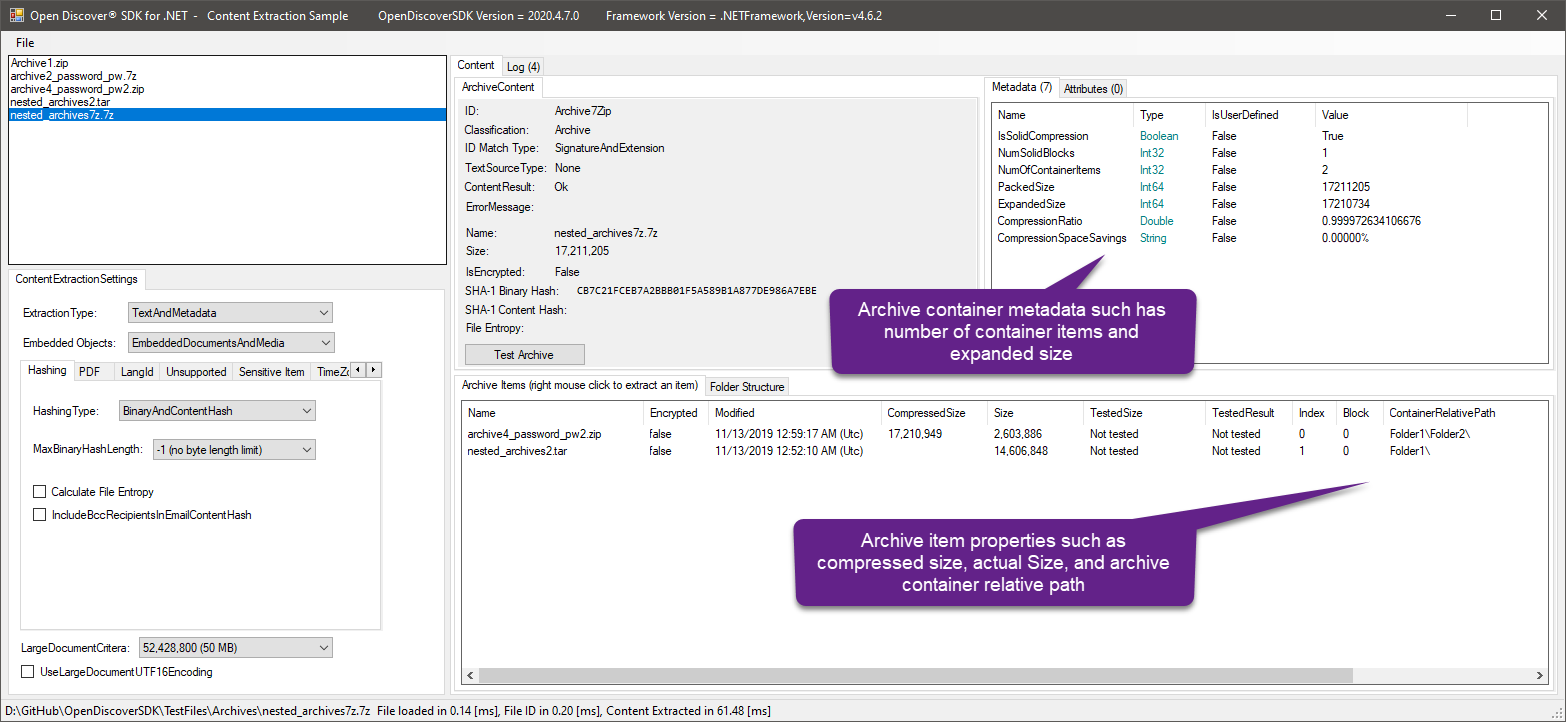 Open Discover® SDK for .NET - Content Extraction Sample OpenDiscoverSDK Version = 2020.4.7.0 Framework Version = .NETFramework,Version=v4.6.2
File
Archive1.zip
archive2_password_pw.7z
archive4_password_pw2.zip
nested_archives2.tar
nested_archives7z.7z
ContentExtractionSettings
ExtractionType: TextAndMetadata
Embedded Objects: EmbeddedDocumentsAndMedia
Hashing PDF LangId Unsupported Sensitive Item TimeZo
HashingType: BinaryAndContentHash
MaxBinaryHashLength: -1 (no byte length limit)
Calculate File Entropy
IncludeBccRecipientsInEmailContentHash
LargeDocumentCritera: 52,428,800 (50 MB)
UseLargeDocumentUTF16Encoding
Content Log (4)
ArchiveContent
ID: Archive7Zip
Classification: Archive
ID Match Type: SignatureAndExtension
TextSourceType: None
ContentResult: Ok
ErrorMessage:
Name: nested_archives7z.7z
Size: 17,211,205
IsEncrypted: False
SHA-1 Binary Hash: CB7C21FCEB7A2BBB01F5A589B1A877DE986A7EBE
SHA-1 Content Hash:
File Entropy:
Test Archive
Metadata (7) Attributes (0)
Name Type IsUserDefined Value
IsSolidCompression Boolean False True
NumSolidBlocks Int32 False 1
NumOfContainerItems Int32 False 2
PackedSize Int64 False 17211205
ExpandedSize Int64 False 17210734
CompressionRatio Double False 0.999972634106676
CompressionSpaceSavings String False 0.00000%
Archive container metadata such has
number of container items and
expanded size
Archive Items (right mouse click to extract an item) Folder Structure
Name Encrypted Modified CompressedSize Size TestedSize TestedResult Index Block ContainerRelativePath
archive4_password_pw2.zip false 11/13/2019 12:59:17 AM (Utc) 17,210,949 2,603,886 Not tested Not tested 0 0 Folder1\Folder2\
nested_archives2.tar false 11/13/2019 12:52:10 AM (Utc) 14,606,848 Not tested Not tested 1 0 Folder1\
Archive item properties such as
compressed size, actual Size, and archive
container relative path
D:\GitHub\OpenDiscoverSDK\TestFiles\Archives\nested_archives7z.7z File loaded in 0.14 [ms], File ID in 0.20 [ms], Content Extracted in 61.48 [ms]